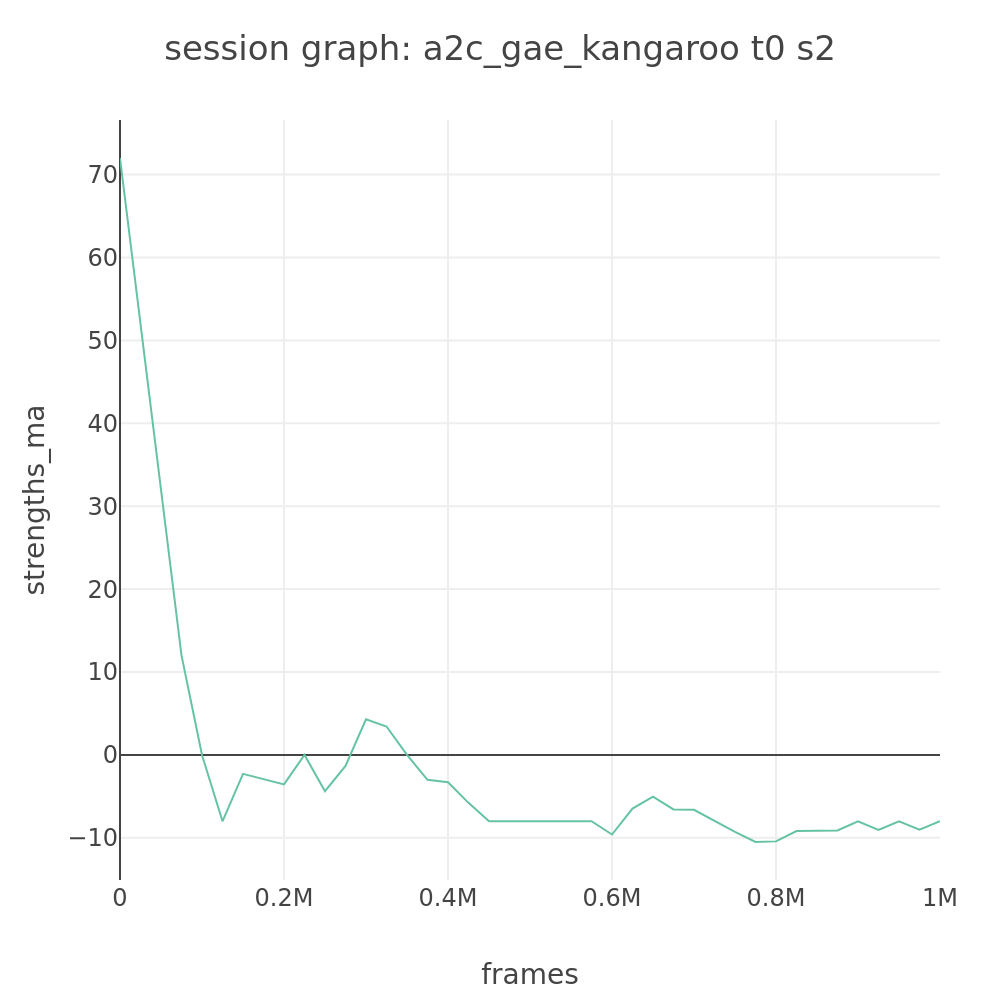 session graph: a2c_gae_kangaroo t0 s2
strengths_ma
70
60
50
40
30
20
10
0
−10
0
0.2M
0.4M
0.6M
0.8M
1M
frames